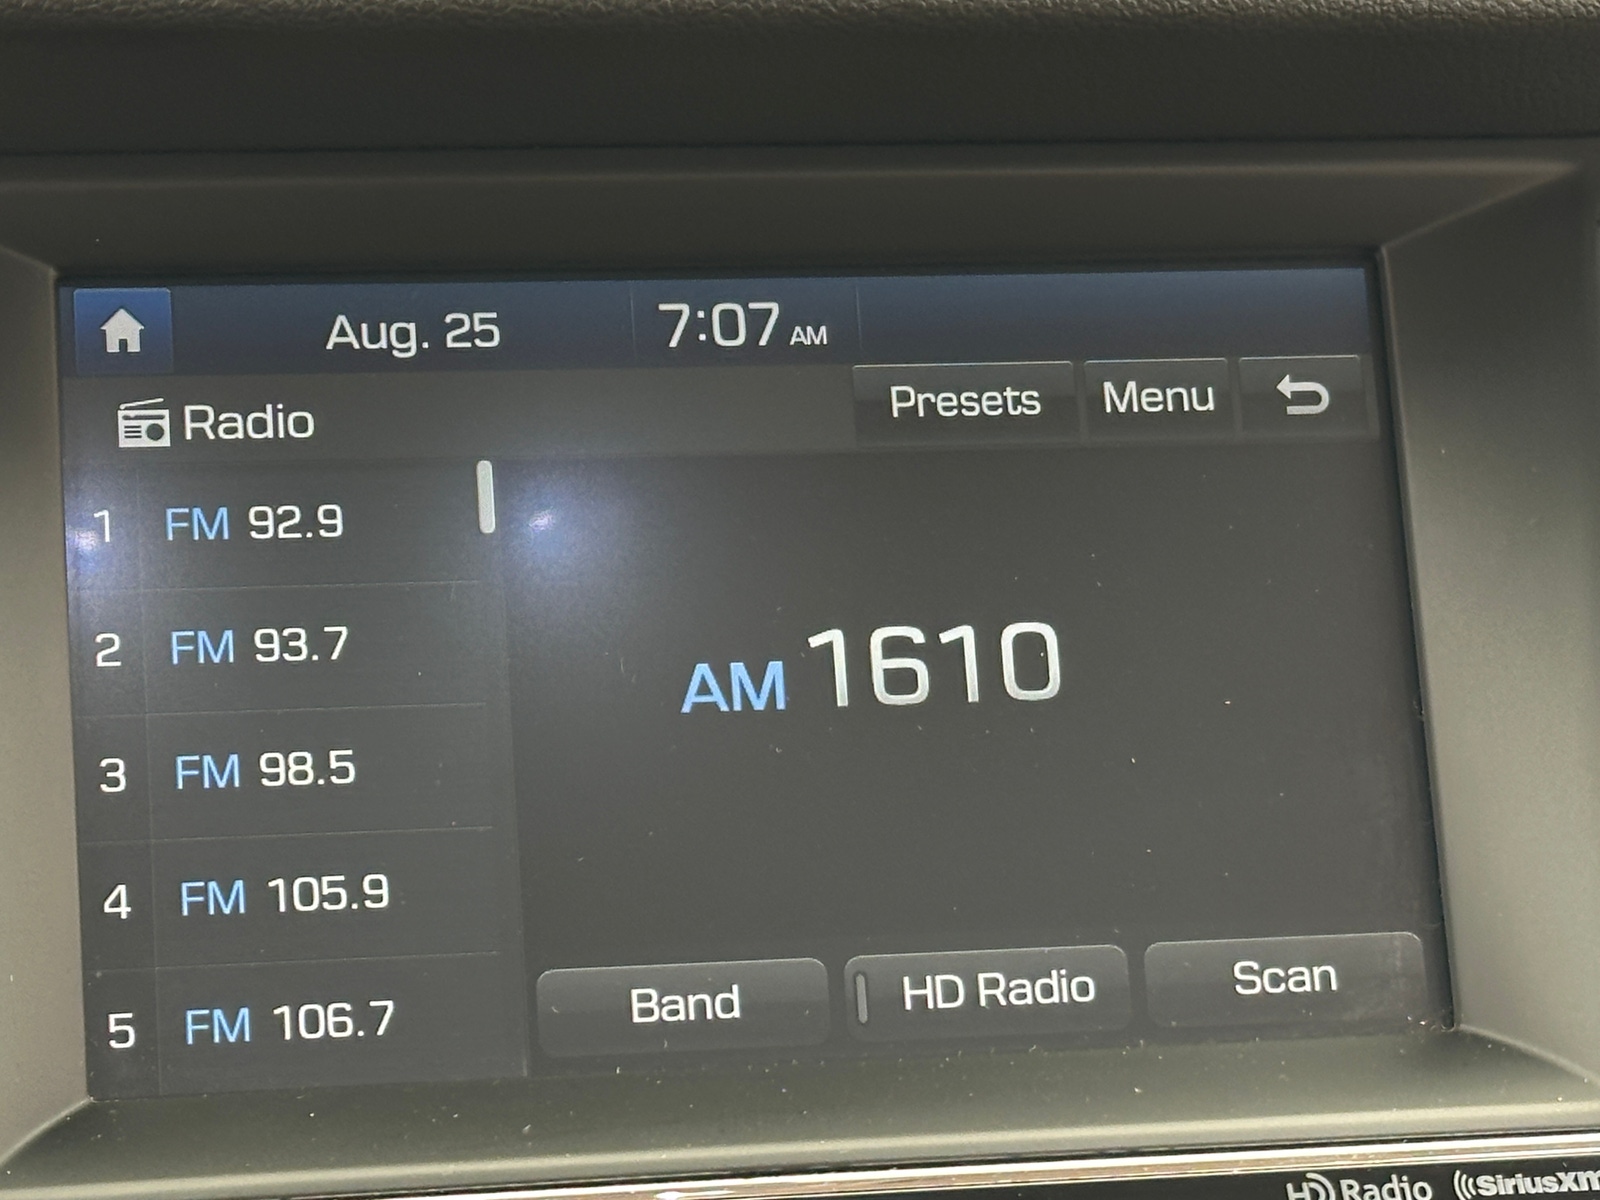 Aug. 25 7:07 AM
Radio Presets Menu
1 FM 92.9
2 FM 93.7
3 FM 98.5
4 FM 105.9
5 FM 106.7
AM 1610
Band HD Radio Scan
HD Radio SiriusXM